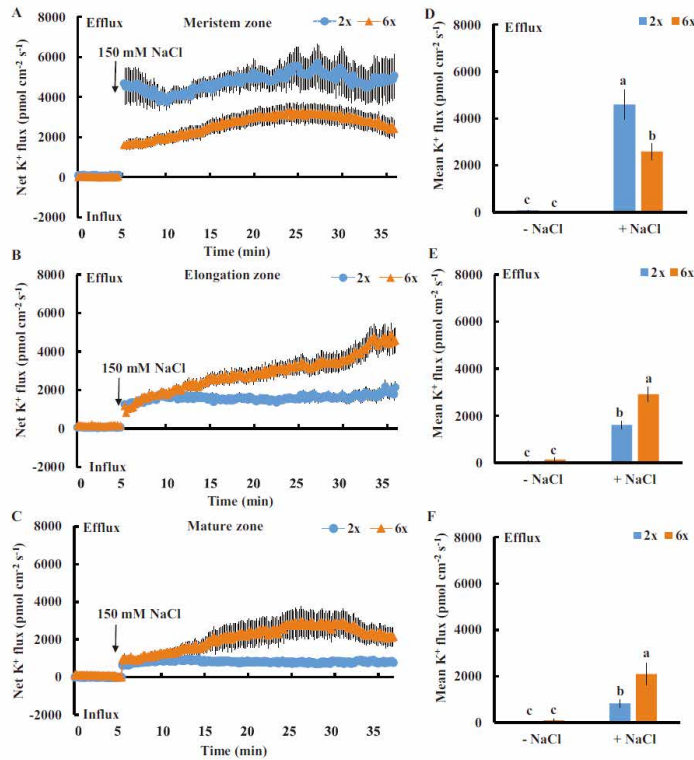 A
Efflux
Meristem zone
2x 6x
150 mM NaCl
Net K⁺ flux (pmol cm⁻² s⁻¹)
8000
6000
4000
2000
0
-2000
Influx
0 5 10 15 20 25 30 35
Time (min)
D
Efflux
2x 6x
Mean K⁺ flux (pmol cm⁻² s⁻¹)
8000
6000
4000
2000
0
c c
a
b
- NaCl + NaCl
B
Efflux
Elongation zone
2x 6x
150 mM NaCl
Net K⁺ flux (pmol cm⁻² s⁻¹)
8000
6000
4000
2000
0
-2000
Influx
0 5 10 15 20 25 30 35
Time (min)
E
Efflux
2x 6x
Mean K⁺ flux (pmol cm⁻² s⁻¹)
8000
6000
4000
2000
0
c c
b
a
- NaCl + NaCl
C
Efflux
Mature zone
2x 6x
150 mM NaCl
Net K⁺ flux (pmol cm⁻² s⁻¹)
8000
6000
4000
2000
0
-2000
Influx
0 5 10 15 20 25 30 35
Time (min)
F
Efflux
2x 6x
Mean K⁺ flux (pmol cm⁻² s⁻¹)
8000
6000
4000
2000
0
c c
b
a
- NaCl + NaCl